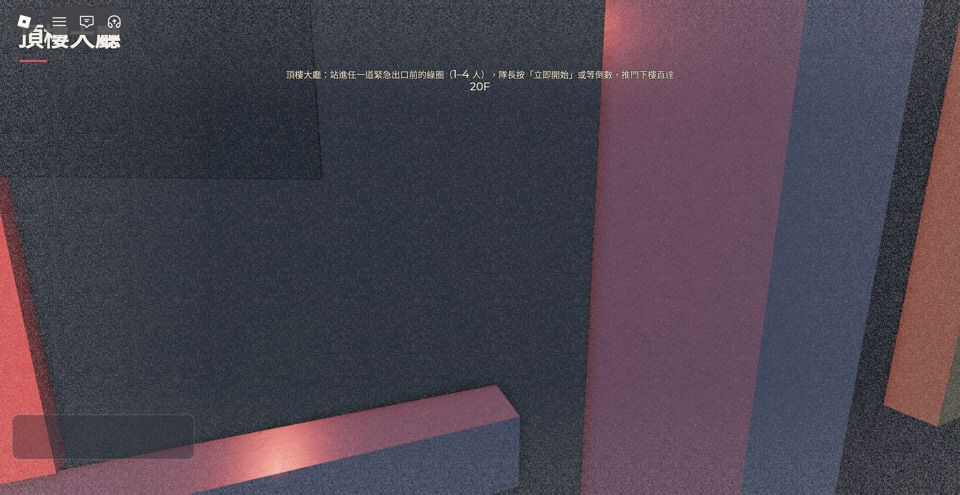 頂樓大廳
頂樓大廳：站進任一道緊急出口前的綠圈（1–4 人），隊長按「立即開始」或等倒數，推門下樓直達
20F